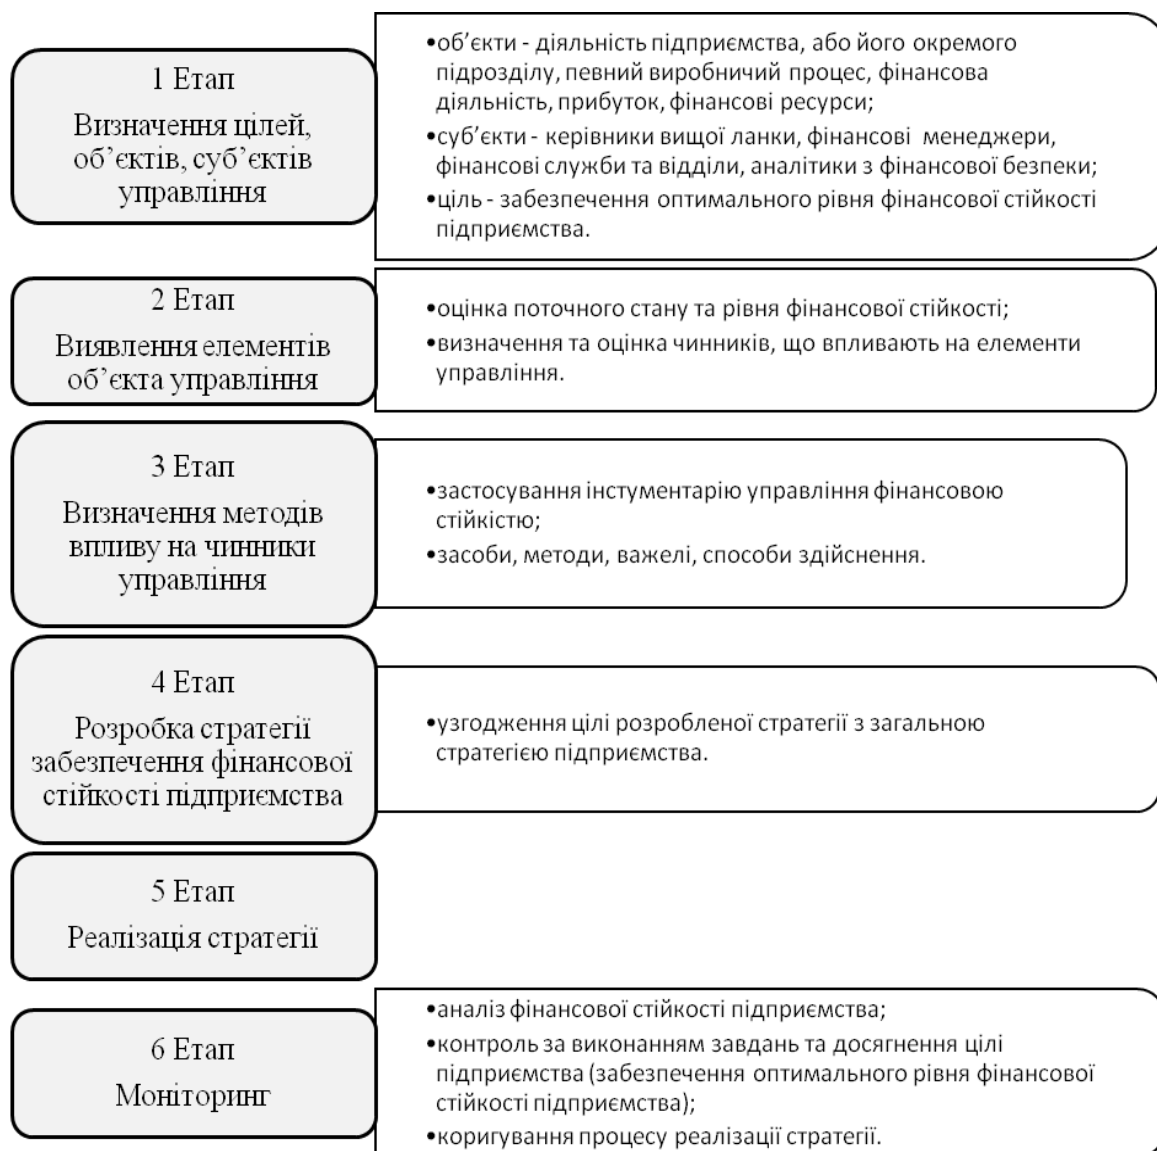 1 Етап
Визначення цілей,
об’єктів, суб’єктів
управління
•об’єкти - діяльність підприємства, або його окремого
підрозділу, певний виробничий процес, фінансова
діяльність, прибуток, фінансові ресурси;
•суб’єкти - керівники вищої ланки, фінансові менеджери,
фінансові служби та відділи, аналітики з фінансової безпеки;
•ціль - забезпечення оптимального рівня фінансової стійкості
підприємства.
2 Етап
Виявлення елементів
об’єкта управління
•оцінка поточного стану та рівня фінансової стійкості;
•визначення та оцінка чинників, що впливають на елементи
управління.
3 Етап
Визначення методів
впливу на чинники
управління
•застосування інстументарію управління фінансовою
стійкістю;
•засоби, методи, важелі, способи здійснення.
4 Етап
Розробка стратегії
забезпечення фінансової
стійкості підприємства
•узгодження цілі розробленої стратегії з загальною
стратегією підприємства.
5 Етап
Реалізація стратегії
6 Етап
Моніторинг
•аналіз фінансової стійкості підприємства;
•контроль за виконанням завдань та досягнення цілі
підприємства (забезпечення оптимального рівня фінансової
стійкості підприємства);
•коригування процесу реалізації стратегії.